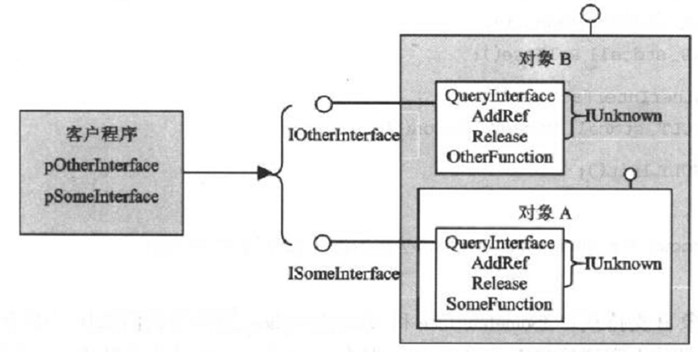 对象 B
客户程序
pOtherInterface
pSomeInterface
IOtherInterface
QueryInterface
AddRef
Release
OtherFunction
IUnknown
对象 A
ISomeInterface
QueryInterface
AddRef
Release
SomeFunction
IUnknown